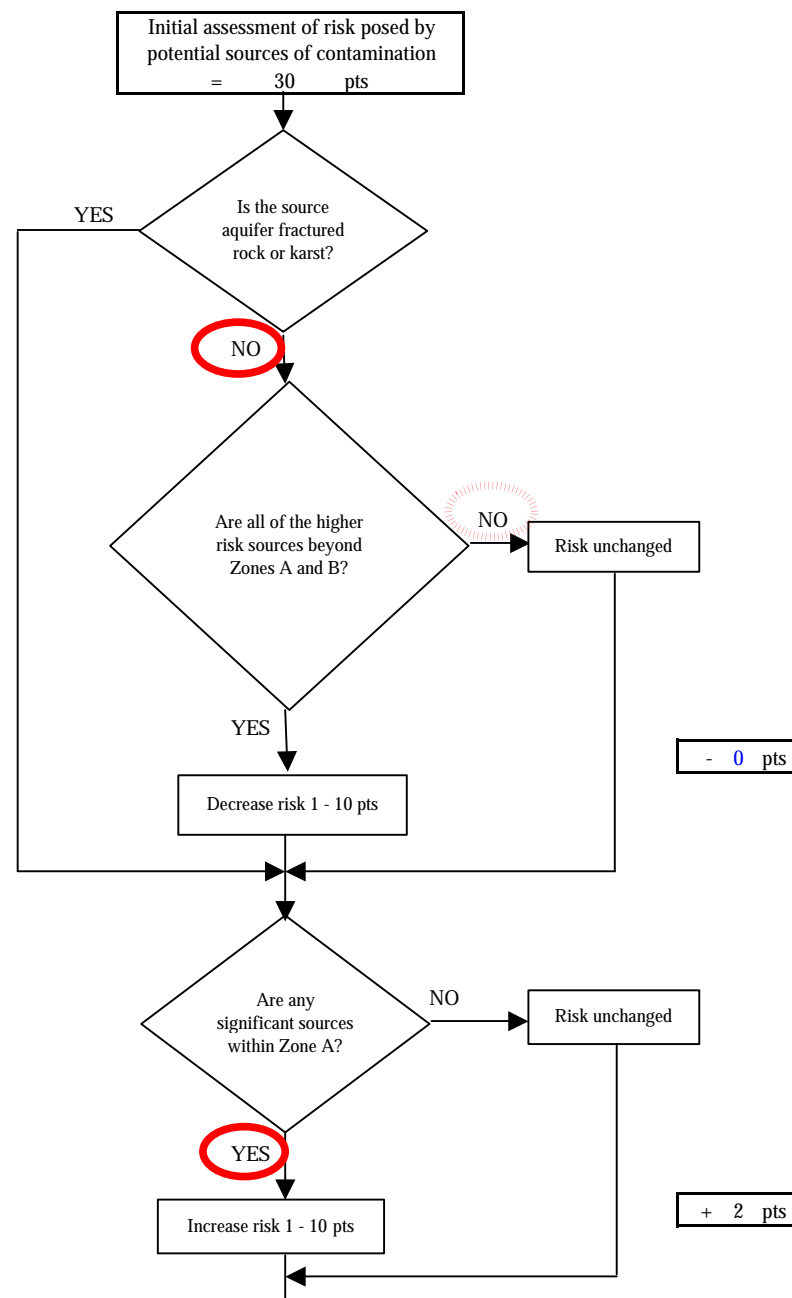 Initial assessment of risk posed by
potential sources of contamination
= 30 pts
YES
Is the source
aquifer fractured
rock or karst?
NO
Are all of the higher
risk sources beyond
Zones A and B?
NO
Risk unchanged
YES
- 0 pts
Decrease risk 1 - 10 pts
Are any
significant sources
within Zone A?
NO
Risk unchanged
YES
+ 2 pts
Increase risk 1 - 10 pts